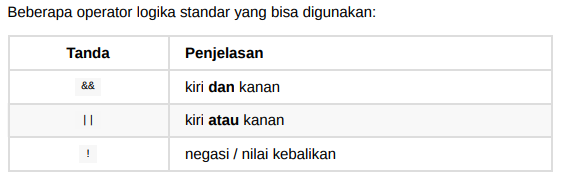 Beberapa operator logika standar yang bisa digunakan:
Tanda Penjelasan
&& kiri dan kanan
|| kiri atau kanan
! negasi / nilai kebalikan